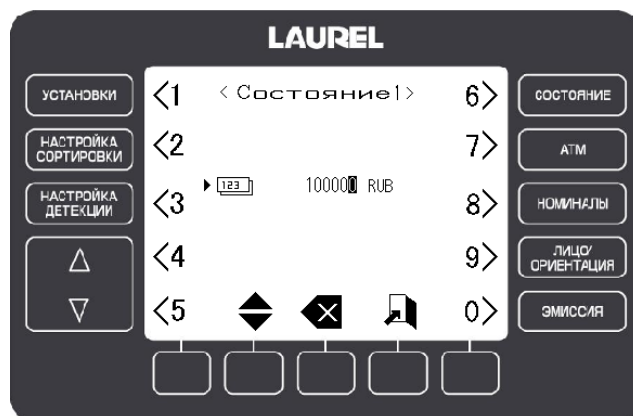 LAUREL
УСТАНОВКИ
НАСТРОЙКА
СОРТИРОВКИ
НАСТРОЙКА
ДЕТЕКЦИИ
<1 <Состояние1> 6>
<2 7>
<3 123 100000 RUB 8>
<4 9>
<5 0>
СОСТОЯНИЕ
АТМ
НОМИНАЛЫ
ЛИЦО/
ОРИЕНТАЦИЯ
ЭМИССИЯ